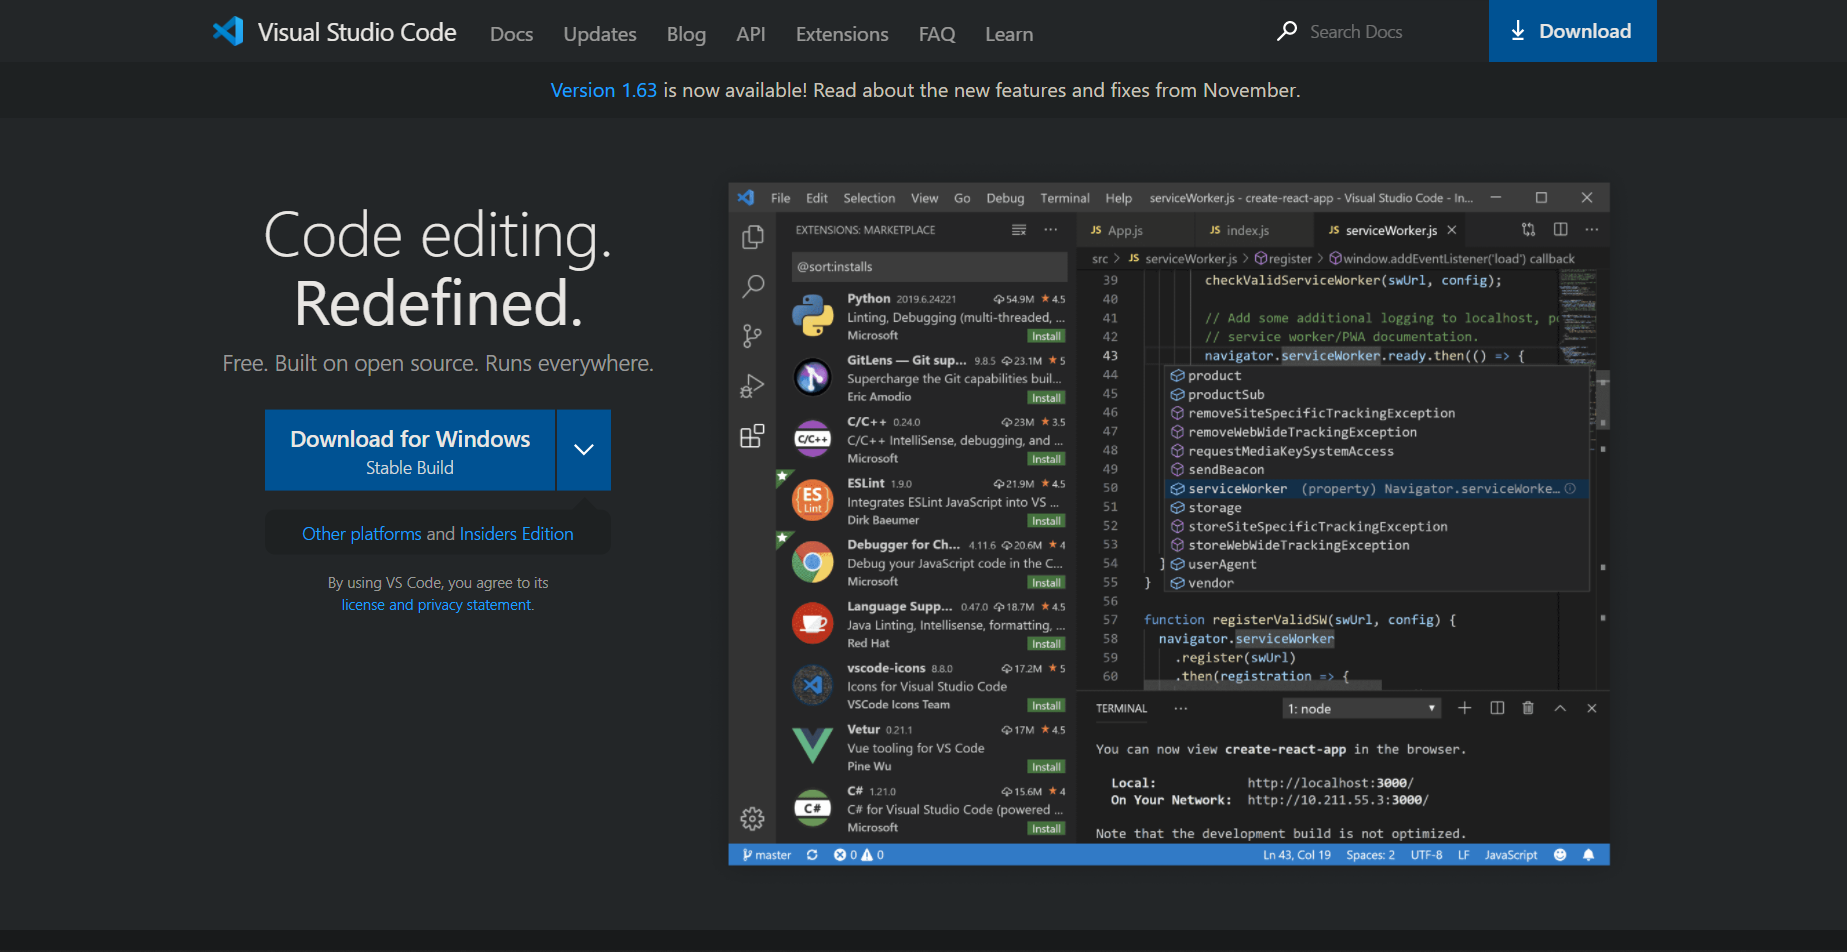 Visual Studio Code Docs Updates Blog API Extensions FAQ Learn Search Docs Download
Version 1.63 is now available! Read about the new features and fixes from November.
Code editing.
Redefined.
Free. Built on open source. Runs everywhere.
Download for Windows
Stable Build
Other platforms and Insiders Edition
By using VS Code, you agree to its
license and privacy statement.
File Edit Selection View Go Debug Terminal Help serviceWorker.js - create-react-app - Visual Studio Code - In...
EXTENSIONS: MARKETPLACE
@sort:installs
Python 2019.6.24221 54.9M ★ 4.5
Linting, Debugging (multi-threaded, ...
Microsoft Install
GitLens — Git sup... 9.8.5 23.1M ★ 5
Supercharge the Git capabilities buil...
Eric Amodio Install
C/C++
C/C++ 0.24.0 23M ★ 3.5
C/C++ IntelliSense, debugging, and ...
Microsoft Install
ES
Lint
ESLint 1.9.0 21.9M ★ 4.5
Integrates ESLint JavaScript into VS ...
Dirk Baeumer Install
Debugger for Ch... 4.11.6 20.6M ★ 4
Debug your JavaScript code in the C...
Microsoft Install
Language Supp... 0.47.0 18.7M ★ 4.5
Java Linting, Intellisense, formatting, ...
Red Hat Install
vscode-icons 8.8.0 17.2M ★ 5
Icons for Visual Studio Code
VSCode Icons Team Install
Vetur 0.21.1 17M ★ 4.5
Vue tooling for VS Code
Pine Wu Install
C#
C# 1.21.0 15.6M ★ 4
C# for Visual Studio Code (powered ...
Microsoft Install
JS App.js JS index.js JS serviceWorker.js
src > JS serviceWorker.js > register > window.addEventListener('load') callback
39 checkValidServiceWorker(swUrl, config);
40
41 // Add some additional logging to localhost, po
42 // service worker/PWA documentation.
43 navigator.serviceWorker.ready.then(() => {
44 product
45 productSub
46 removeSiteSpecificTrackingException
47 removeWebWideTrackingException
48 requestMediaKeySystemAccess
49 sendBeacon
50 serviceWorker (property) Navigator.serviceWorke...
51 storage
52 storeSiteSpecificTrackingException
53 storeWebWideTrackingException
54 } userAgent
55 } vendor
56
57 function registerValidSW(swUrl, config) {
58 navigator.serviceWorker
59 .register(swUrl)
60 .then(registration => {
TERMINAL ... 1: node
You can now view create-react-app in the browser.
Local: http://localhost:3000/
On Your Network: http://10.211.55.3:3000/
Note that the development build is not optimized.
master 0 0 Ln 43, Col 19 Spaces: 2 UTF-8 LF JavaScript